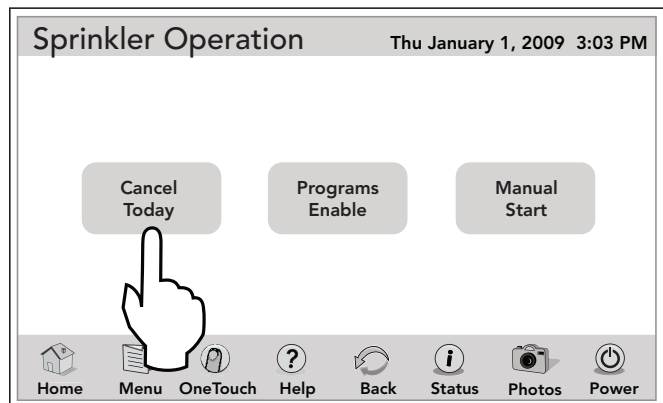 Sprinkler Operation Thu January 1, 2009 3:03 PM
Cancel Today
Programs Enable
Manual Start
Home Menu OneTouch Help Back Status Photos Power